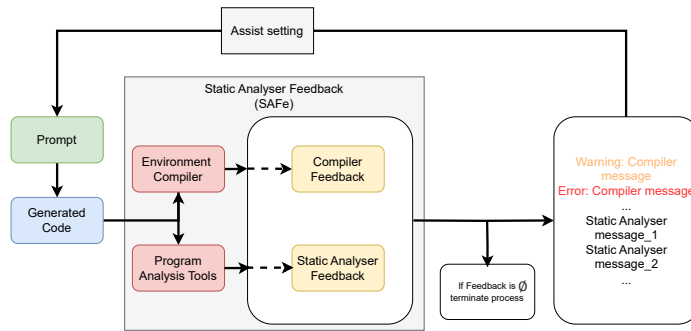 Assist setting
Static Analyser Feedback
(SAFe)
Prompt
Generated
Code
Environment
Compiler
Program
Analysis Tools
Compiler
Feedback
Static Analyser
Feedback
If Feedback is ∅
terminate process
Warning: Compiler
message
Error: Compiler message
...
Static Analyser
message_1
Static Analyser
message_2
...